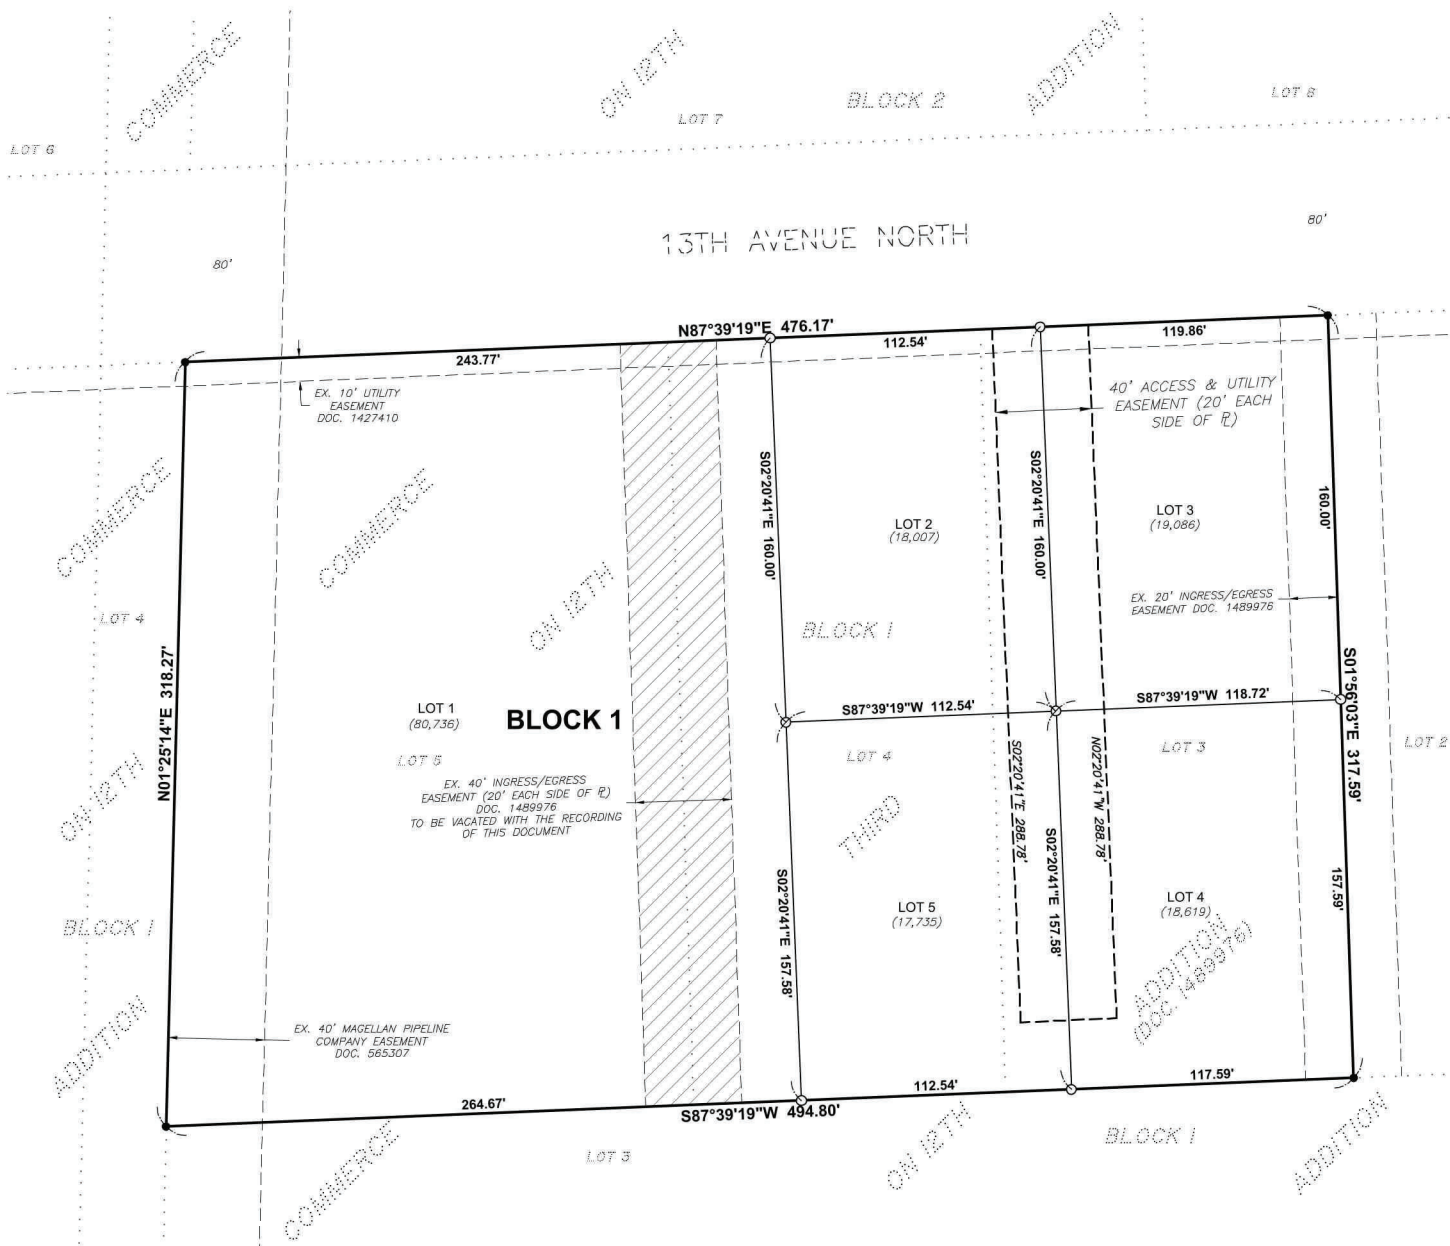 COMMERCE
ON 12TH
ADDITION
BLOCK 2
LOT 8
LOT 7
LOT 6
13TH AVENUE NORTH
80'
80'
N87°39'19"E 476.17'
243.77'
112.54'
119.86'
EX. 10' UTILITY
EASEMENT
DOC. 1427410
40' ACCESS & UTILITY
EASEMENT (20' EACH
SIDE OF ℄)
COMMERCE
COMMERCE
ON 12TH
S02°20'41"E 160.00'
S02°20'41"E 160.00'
160.00'
LOT 2
(18,007)
LOT 3
(19,086)
EX. 20' INGRESS/EGRESS
EASEMENT DOC. 1489976
LOT 4
BLOCK 1
N01°25'14"E 318.27'
S01°56'03"E 317.59'
LOT 1
(80,736)
BLOCK 1
S87°39'19"W 112.54'
S87°39'19"W 118.72'
LOT 5
LOT 4
LOT 3
LOT 2
EX. 40' INGRESS/EGRESS
EASEMENT (20' EACH SIDE OF ℄)
DOC. 1489976
TO BE VACATED WITH THE RECORDING
OF THIS DOCUMENT
ON 12TH
THIRD
S02°20'41"E 288.78'
N02°20'41"W 288.78'
S02°20'41"E 157.58'
S02°20'41"E 157.58'
157.59'
LOT 5
(17,735)
LOT 4
(18,619)
BLOCK 1
ADDITION
(DOC. 1489976)
ADDITION
EX. 40' MAGELLAN PIPELINE
COMPANY EASEMENT
DOC. 565307
264.67'
S87°39'19"W 494.80'
112.54'
117.59'
COMMERCE
LOT 3
ON 12TH
BLOCK 1
ADDITION